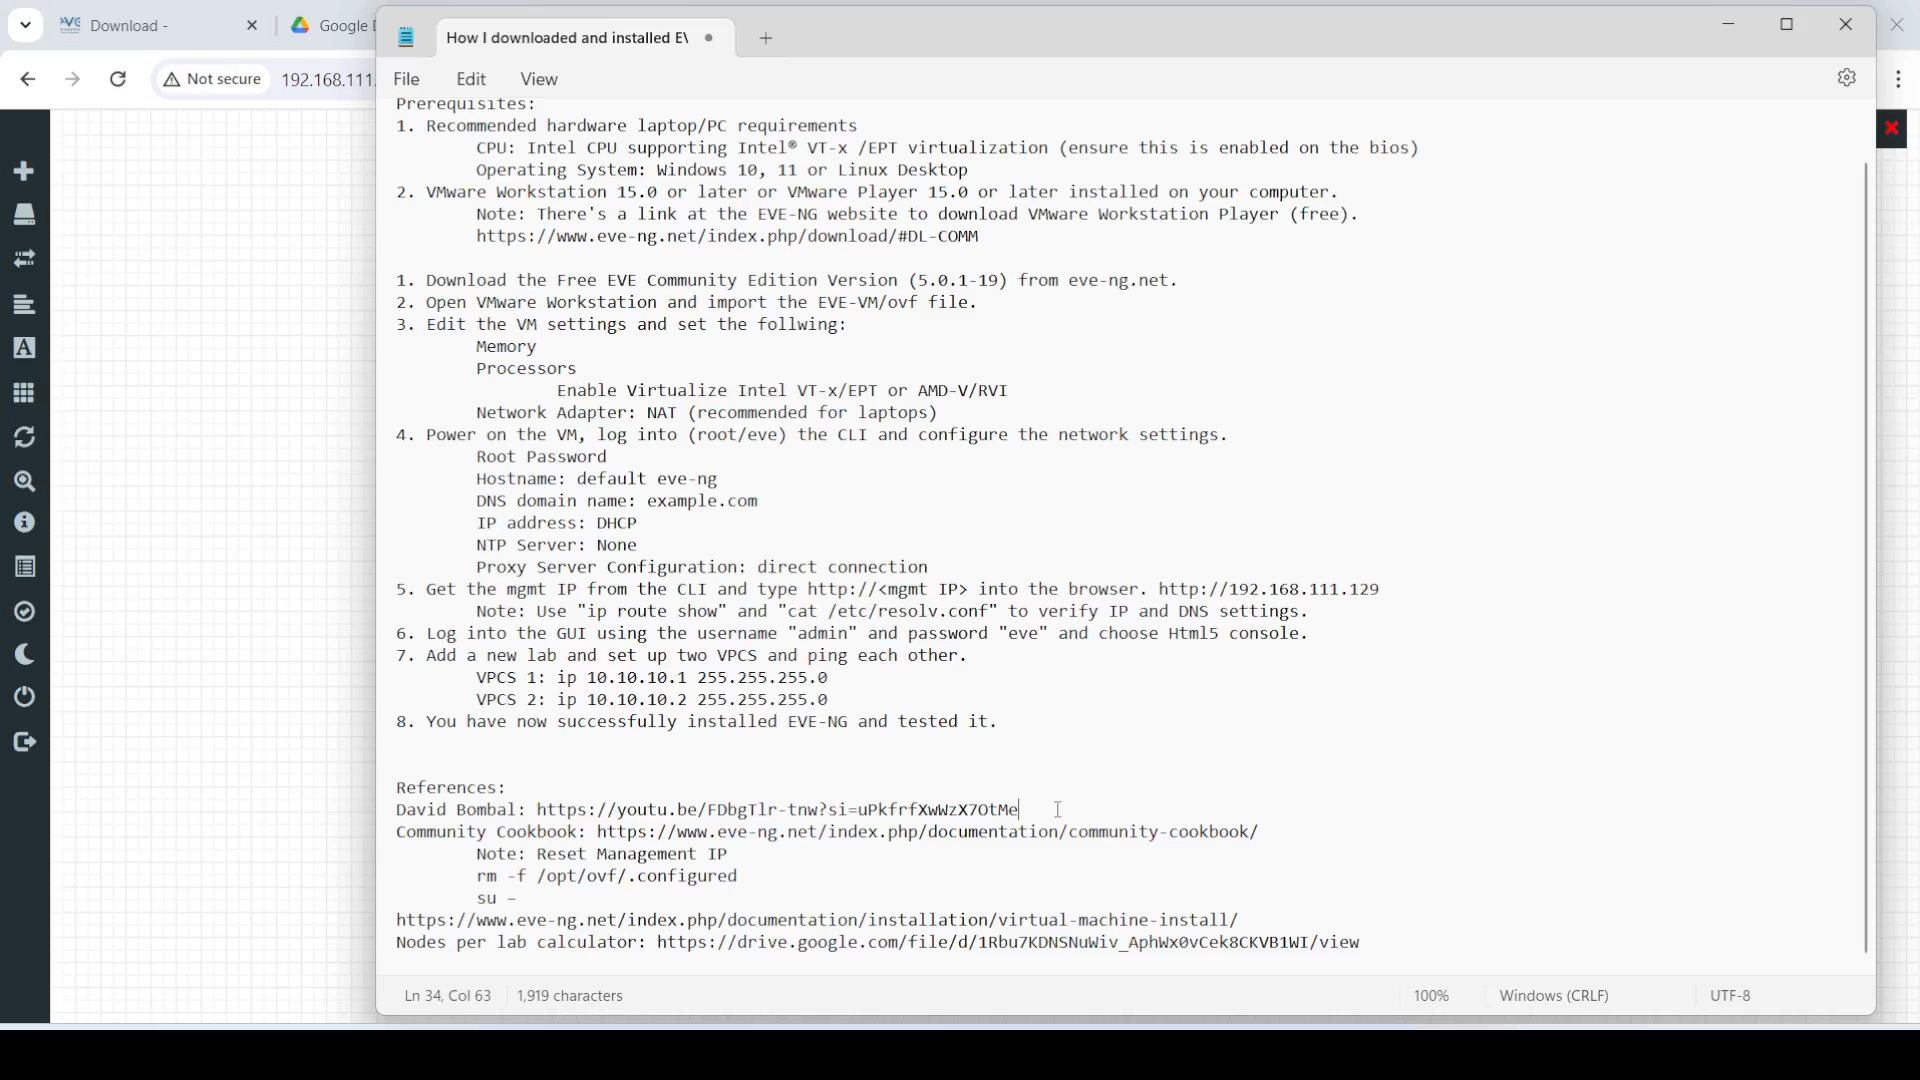 Download -
Google D
How I downloaded and installed E\
Not secure
192.168.111.
File
Edit
View
Prerequisites:
1. Recommended hardware laptop/PC requirements
CPU: Intel CPU supporting Intel® VT-x /EPT virtualization (ensure this is enabled on the bios)
Operating System: Windows 10, 11 or Linux Desktop
2. VMware Workstation 15.0 or later or VMware Player 15.0 or later installed on your computer.
Note: There's a link at the EVE-NG website to download VMware Workstation Player (free).
https://www.eve-ng.net/index.php/download/#DL-COMM
1. Download the Free EVE Community Edition Version (5.0.1-19) from eve-ng.net.
2. Open VMware Workstation and import the EVE-VM/ovf file.
3. Edit the VM settings and set the follwing:
Memory
Processors
Enable Virtualize Intel VT-x/EPT or AMD-V/RVI
Network Adapter: NAT (recommended for laptops)
4. Power on the VM, log into (root/eve) the CLI and configure the network settings.
Root Password
Hostname: default eve-ng
DNS domain name: example.com
IP address: DHCP
NTP Server: None
Proxy Server Configuration: direct connection
5. Get the mgmt IP from the CLI and type http://<mgmt IP> into the browser. http://192.168.111.129
Note: Use "ip route show" and "cat /etc/resolv.conf" to verify IP and DNS settings.
6. Log into the GUI using the username "admin" and password "eve" and choose Html5 console.
7. Add a new lab and set up two VPCS and ping each other.
VPCS 1: ip 10.10.10.1 255.255.255.0
VPCS 2: ip 10.10.10.2 255.255.255.0
8. You have now successfully installed EVE-NG and tested it.
References:
David Bombal: https://youtu.be/FDbgTlr-tnw?si=uPkfrfXwWzX7OtMe
Community Cookbook: https://www.eve-ng.net/index.php/documentation/community-cookbook/
Note: Reset Management IP
rm -f /opt/ovf/.configured
su –
https://www.eve-ng.net/index.php/documentation/installation/virtual-machine-install/
Nodes per lab calculator: https://drive.google.com/file/d/1Rbu7KDNSNuWiv_AphWx0vCek8CKVB1WI/view
Ln 34, Col 63
1,919 characters
100%
Windows (CRLF)
UTF-8